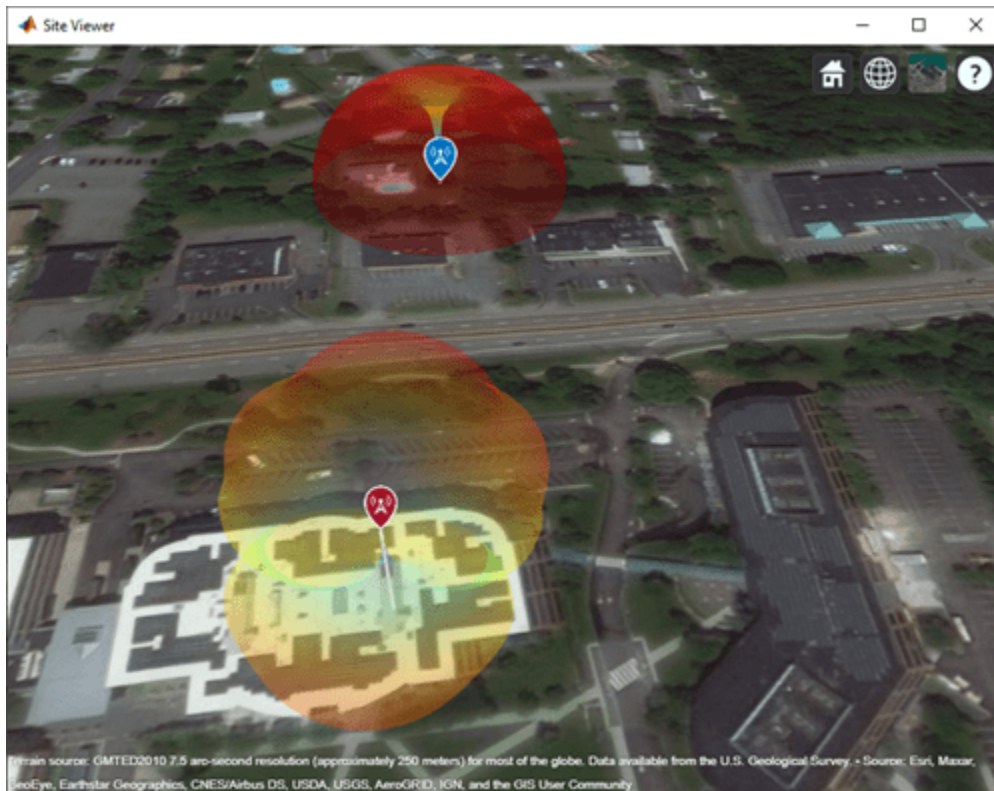 Site Viewer
?
Terrain source: GMTED2010 7.5 arc-second resolution (approximately 250 meters) for most of the globe. Data available from the U.S. Geological Survey. - Source: Esri, Maxar,
GeoEye, Earthstar Geographics, CNES/Airbus DS, USDA, USGS, AeroGRID, IGN, and the GIS User Community